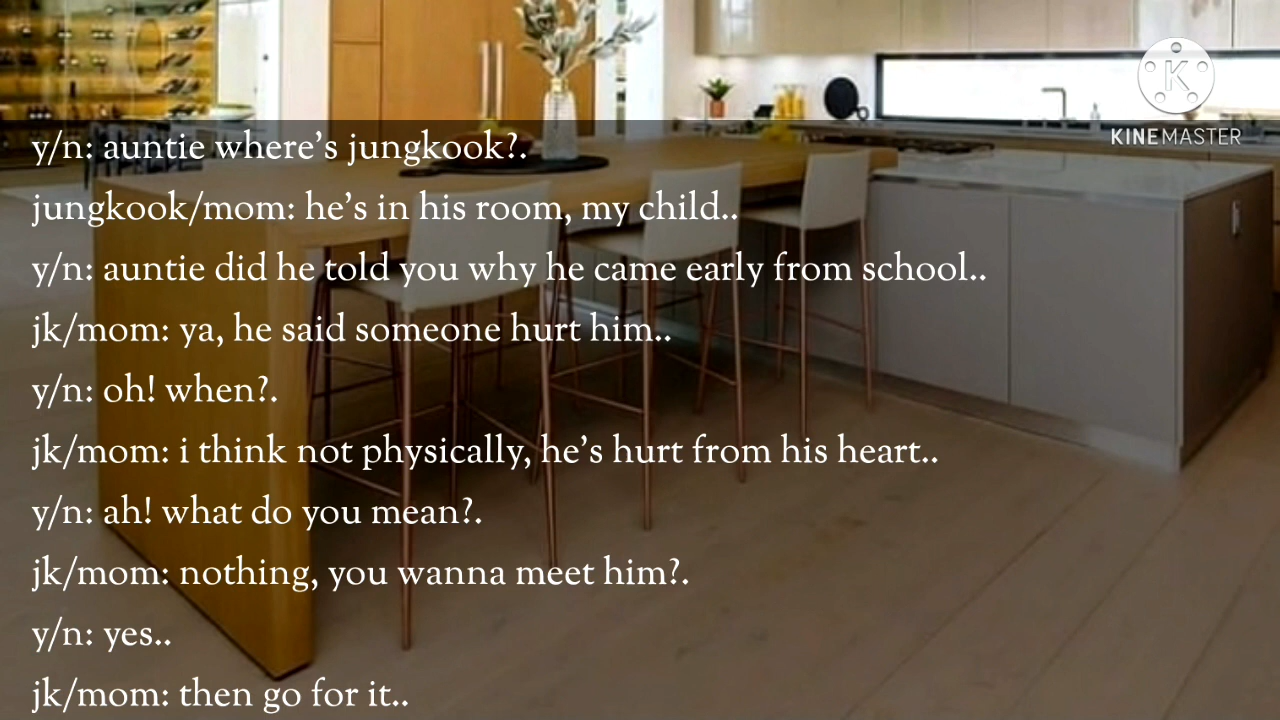 K
KINEMASTER
y/n: auntie where's jungkook?.
jungkook/mom: he's in his room, my child..
y/n: auntie did he told you why he came early from school..
jk/mom: ya, he said someone hurt him..
y/n: oh! when?.
jk/mom: i think not physically, he's hurt from his heart..
y/n: ah! what do you mean?.
jk/mom: nothing, you wanna meet him?.
y/n: yes..
jk/mom: then go for it..